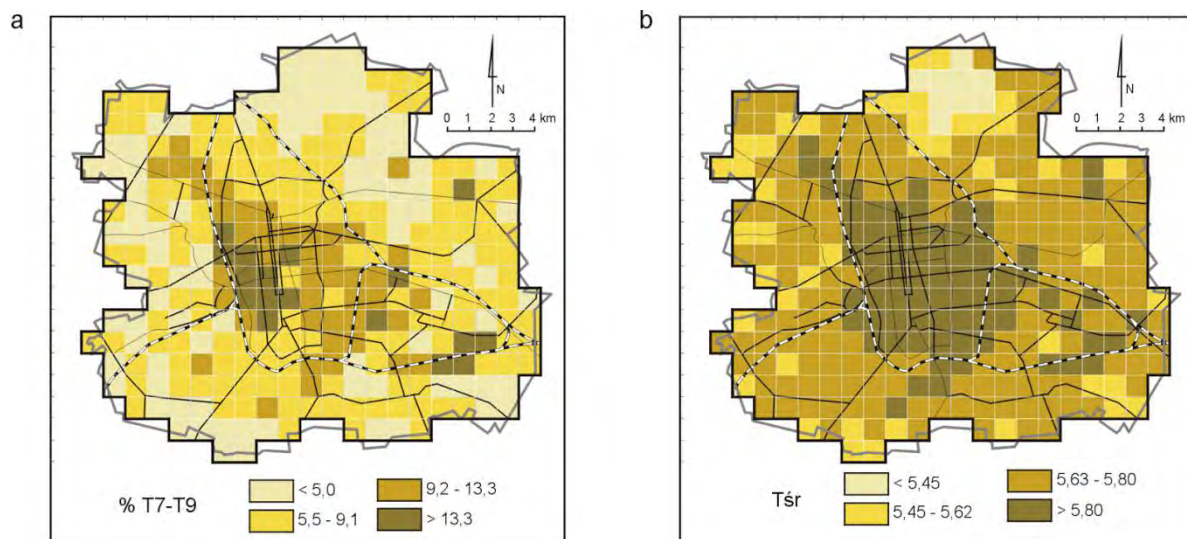 a
N
0 1 2 3 4 km
% T7-T9
< 5,0
5,5 - 9,1
9,2 - 13,3
> 13,3
b
N
0 1 2 3 4 km
Tśr
< 5,45
5,45 - 5,62
5,63 - 5,80
> 5,80